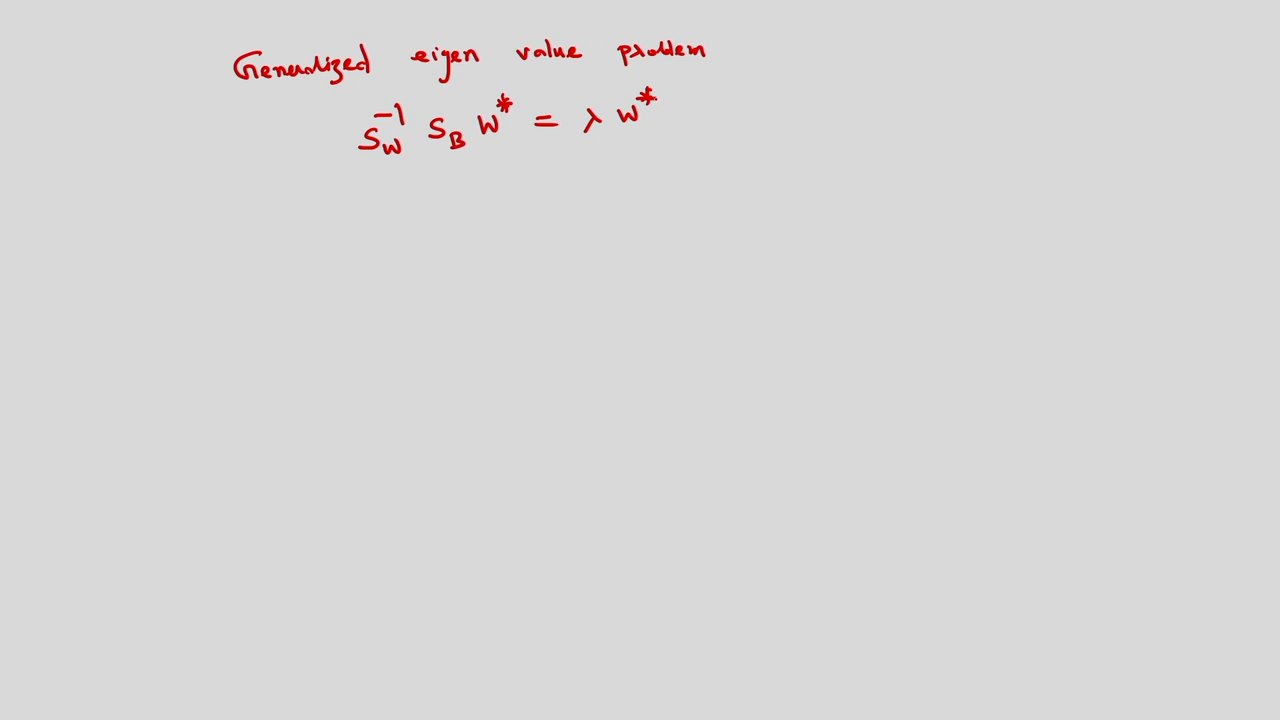 Generalized eigen value problem
S_W^{-1} S_B W^* = λ W^*